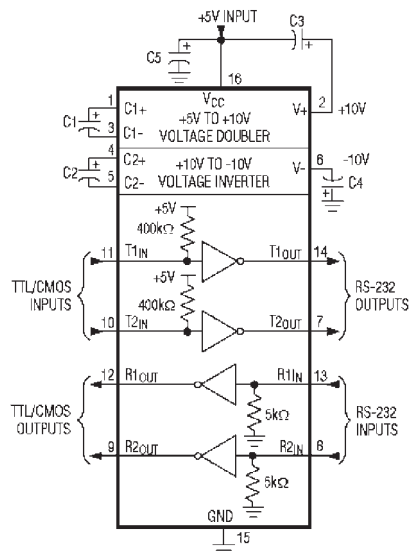 +5V INPUT
C3
+
C5
+
16
1
C1+
VCC
V+
2
+10V
C1
+
3
C1-
+5V TO +10V
VOLTAGE DOUBLER
4
C2+
+10V TO -10V
V-
6
-10V
C2
+
5
C2-
VOLTAGE INVERTER
+
C4
+5V
400kΩ
11
T1IN
T1OUT
14
+5V
TTL/CMOS
INPUTS
400kΩ
RS-232
OUTPUTS
10
T2IN
T2OUT
7
12
R1OUT
R1IN
13
TTL/CMOS
OUTPUTS
5kΩ
RS-232
INPUTS
9
R2OUT
R2IN
8
5kΩ
GND
15